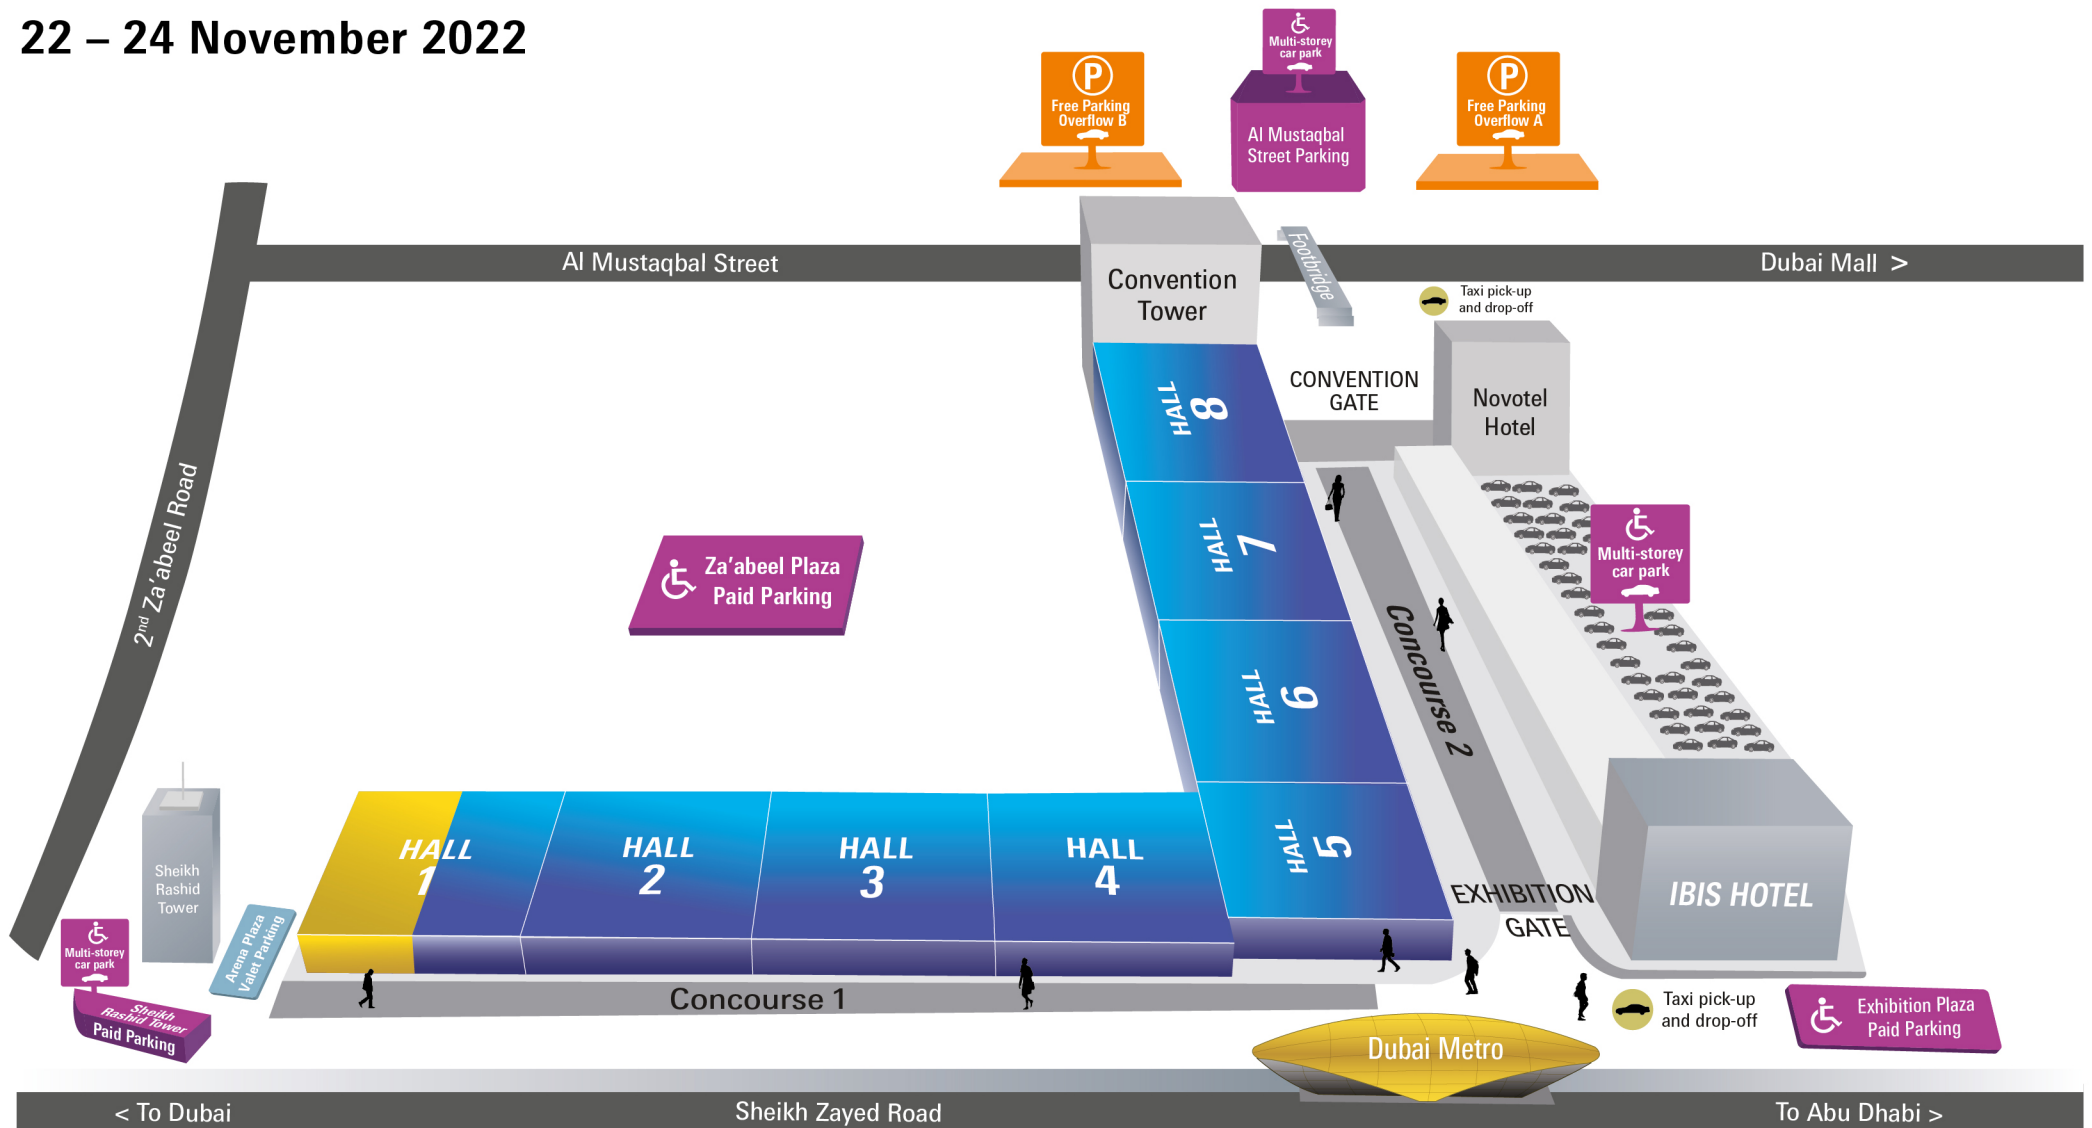 22 – 24 November 2022
Multi-storey
car park
P
Free Parking
Overflow B
Al Mustaqbal
Street Parking
P
Free Parking
Overflow A
Al Mustaqbal Street
Dubai Mall >
Footbridge
Convention
Tower
Taxi pick-up
and drop-off
CONVENTION
GATE
Novotel
Hotel
HALL
8
HALL
7
HALL
6
HALL
5
Concourse 2
Multi-storey
car park
2nd Za'abeel Road
Za'abeel Plaza
Paid Parking
HALL
1
HALL
2
HALL
3
HALL
4
EXHIBITION
GATE
IBIS HOTEL
Sheikh
Rashid
Tower
Arena Plaza
Valet Parking
Multi-storey
car park
Sheikh
Rashid Tower
Paid Parking
Concourse 1
Taxi pick-up
and drop-off
Exhibition Plaza
Paid Parking
Dubai Metro
< To Dubai
Sheikh Zayed Road
To Abu Dhabi >